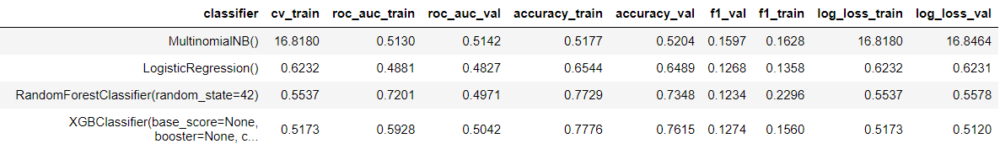 classifier cv_train roc_auc_train roc_auc_val accuracy_train accuracy_val f1_val f1_train log_loss_train log_loss_val
MultinomialNB() 16.8180 0.5130 0.5142 0.5177 0.5204 0.1597 0.1628 16.8180 16.8464
LogisticRegression() 0.6232 0.4881 0.4827 0.6544 0.6489 0.1268 0.1358 0.6232 0.6231
RandomForestClassifier(random_state=42) 0.5537 0.7201 0.4971 0.7729 0.7348 0.1234 0.2296 0.5537 0.5578
XGBClassifier(base_score=None,
booster=None, c... 0.5173 0.5928 0.5042 0.7776 0.7615 0.1274 0.1560 0.5173 0.5120